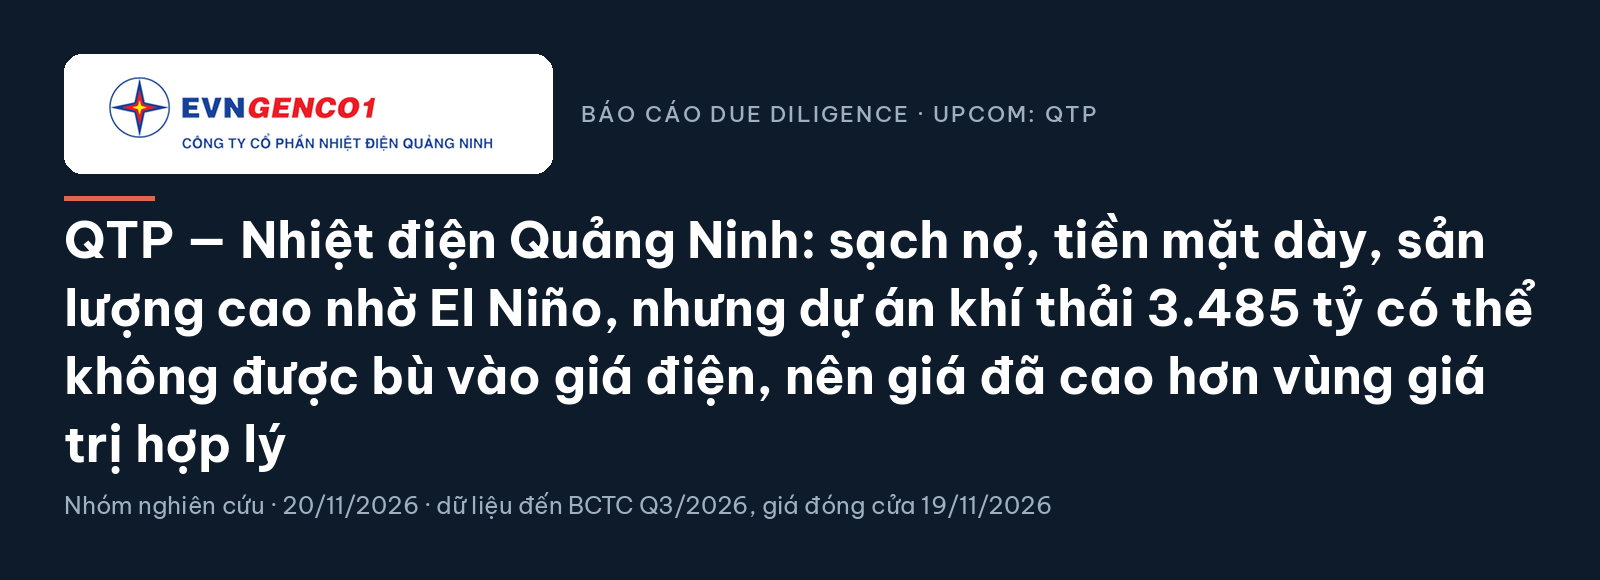 EVNGENCO1
CÔNG TY CỔ PHẦN NHIỆT ĐIỆN QUẢNG NINH
BÁO CÁO DUE DILIGENCE · UPCOM: QTP
QTP — Nhiệt điện Quảng Ninh: sạch nợ, tiền mặt dày, sản
lượng cao nhờ El Niño, nhưng dự án khí thải 3.485 tỷ có thể
không được bù vào giá điện, nên giá đã cao hơn vùng giá
trị hợp lý
Nhóm nghiên cứu · 20/11/2026 · dữ liệu đến BCTC Q3/2026, giá đóng cửa 19/11/2026